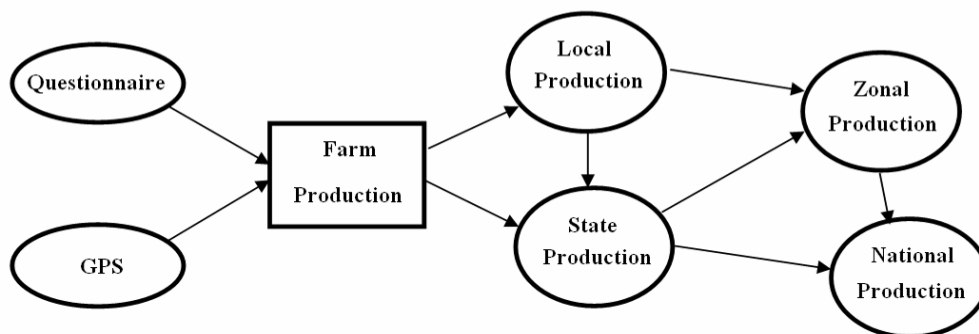 Questionnaire
GPS
Farm
Production
Local
Production
State
Production
Zonal
Production
National
Production